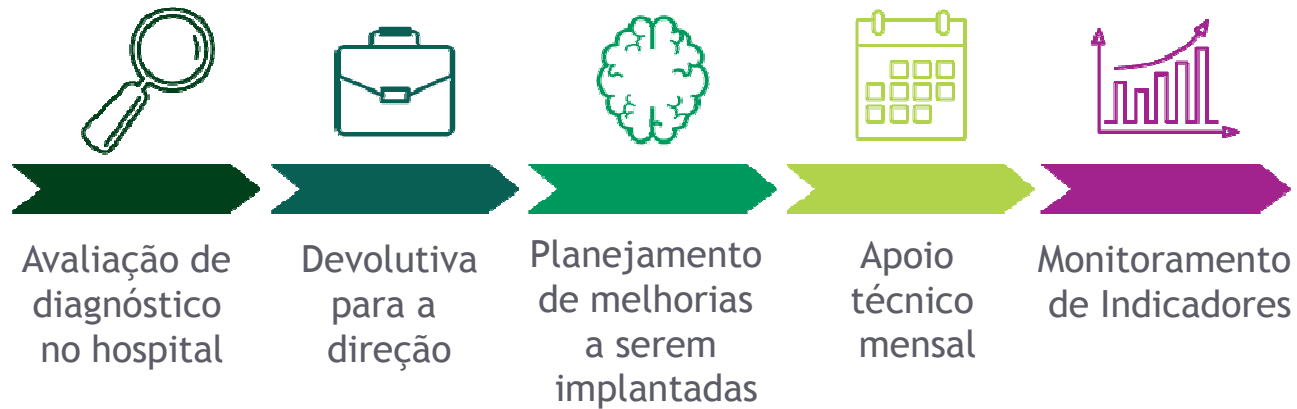 Avaliação de
diagnóstico
no hospital
Devolutiva
para a
direção
Planejamento
de melhorias
a serem
implantadas
Apoio
técnico
mensal
Monitoramento
de Indicadores